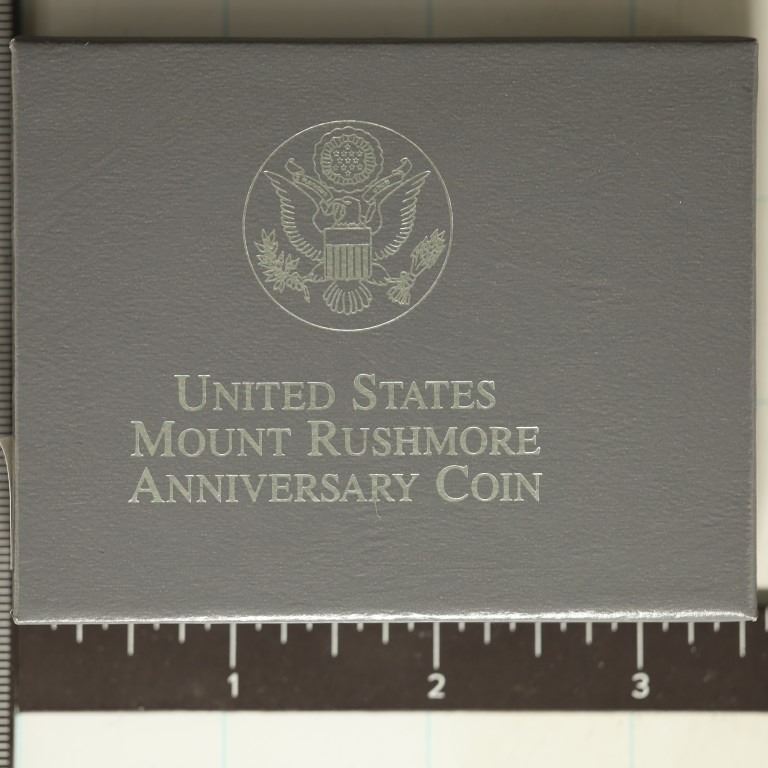 UNITED STATES
MOUNT RUSHMORE
ANNIVERSARY COIN
1 2 3